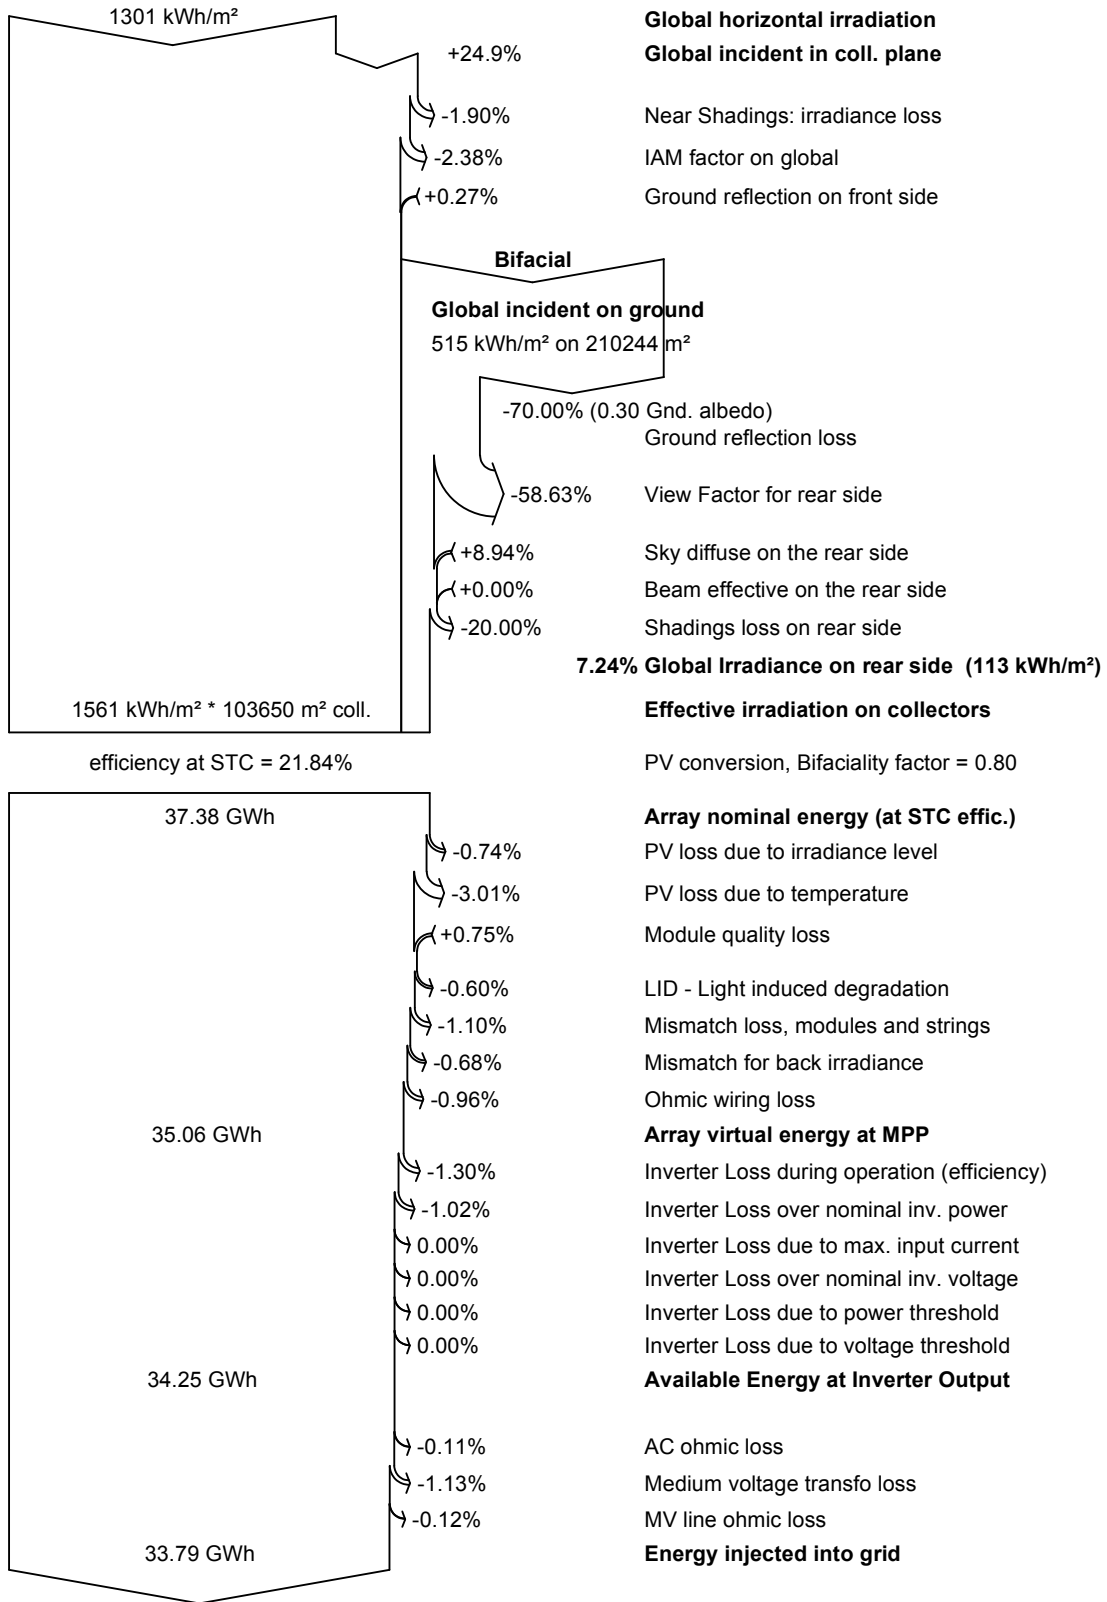 1301 kWh/m² Global horizontal irradiation
+24.9% Global incident in coll. plane
-1.90% Near Shadings: irradiance loss
-2.38% IAM factor on global
+0.27% Ground reflection on front side
Bifacial
Global incident on ground
515 kWh/m² on 210244 m²
-70.00% (0.30 Gnd. albedo)
Ground reflection loss
-58.63% View Factor for rear side
+8.94% Sky diffuse on the rear side
+0.00% Beam effective on the rear side
-20.00% Shadings loss on rear side
7.24% Global Irradiance on rear side (113 kWh/m²)
1561 kWh/m² * 103650 m² coll. Effective irradiation on collectors
efficiency at STC = 21.84% PV conversion, Bifaciality factor = 0.80
37.38 GWh Array nominal energy (at STC effic.)
-0.74% PV loss due to irradiance level
-3.01% PV loss due to temperature
+0.75% Module quality loss
-0.60% LID - Light induced degradation
-1.10% Mismatch loss, modules and strings
-0.68% Mismatch for back irradiance
-0.96% Ohmic wiring loss
35.06 GWh Array virtual energy at MPP
-1.30% Inverter Loss during operation (efficiency)
-1.02% Inverter Loss over nominal inv. power
0.00% Inverter Loss due to max. input current
0.00% Inverter Loss over nominal inv. voltage
0.00% Inverter Loss due to power threshold
0.00% Inverter Loss due to voltage threshold
34.25 GWh Available Energy at Inverter Output
-0.11% AC ohmic loss
-1.13% Medium voltage transfo loss
-0.12% MV line ohmic loss
33.79 GWh Energy injected into grid